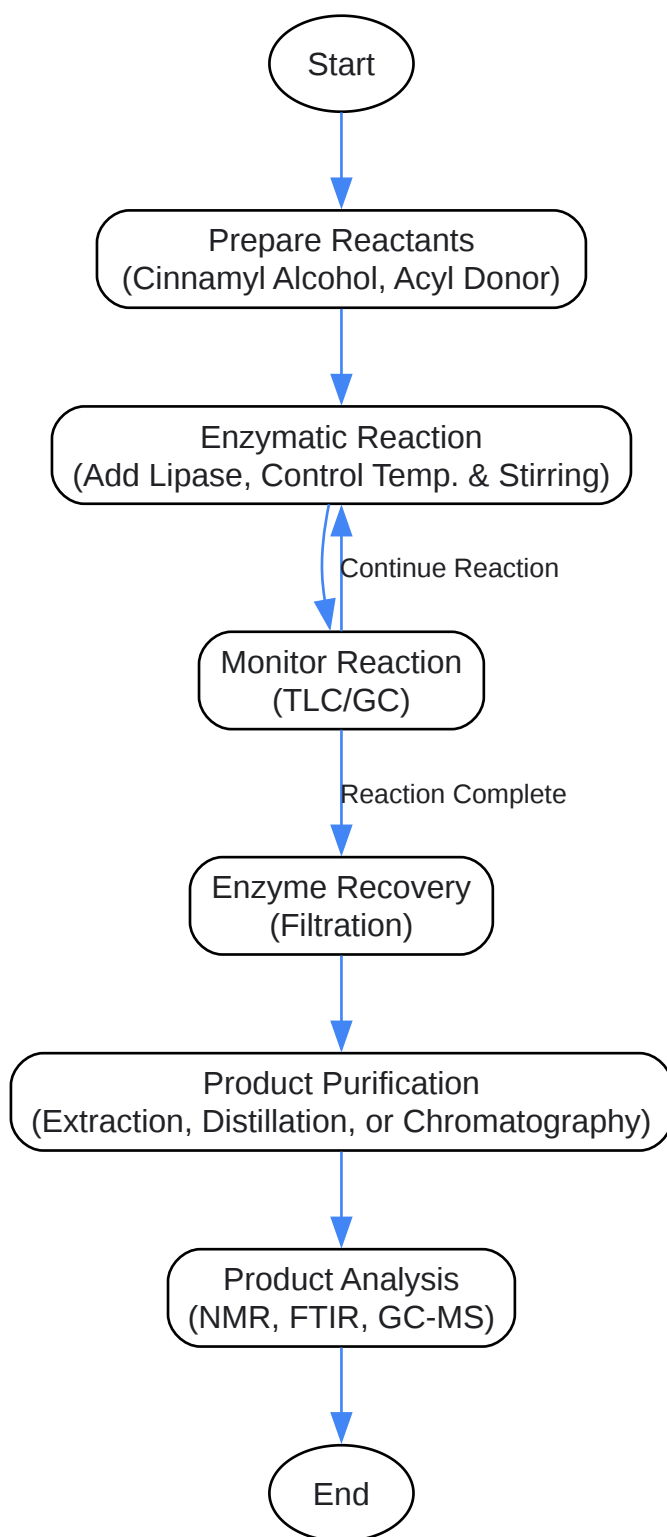 Start
Prepare Reactants
(Cinnamyl Alcohol, Acyl Donor)
Enzymatic Reaction
(Add Lipase, Control Temp. & Stirring)
Continue Reaction
Monitor Reaction
(TLC/GC)
Reaction Complete
Enzyme Recovery
(Filtration)
Product Purification
(Extraction, Distillation, or Chromatography)
Product Analysis
(NMR, FTIR, GC-MS)
End